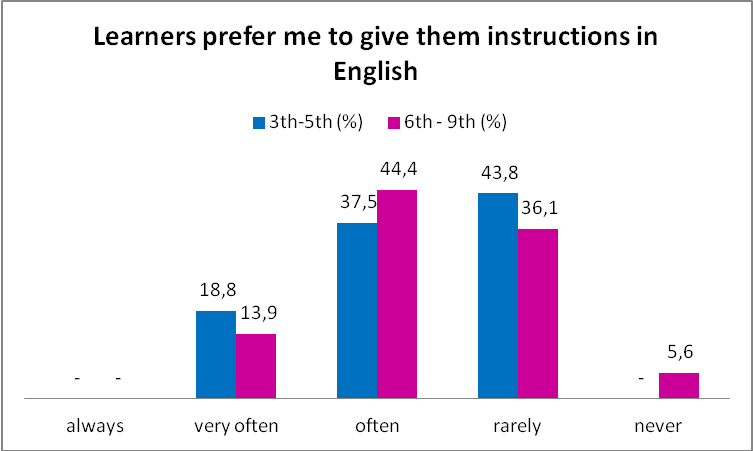 Learners prefer me to give them instructions in
English
3th-5th (%) 6th - 9th (%)
44,4
43,8
37,5
36,1
18,8
13,9
5,6
- - -
always very often often rarely never